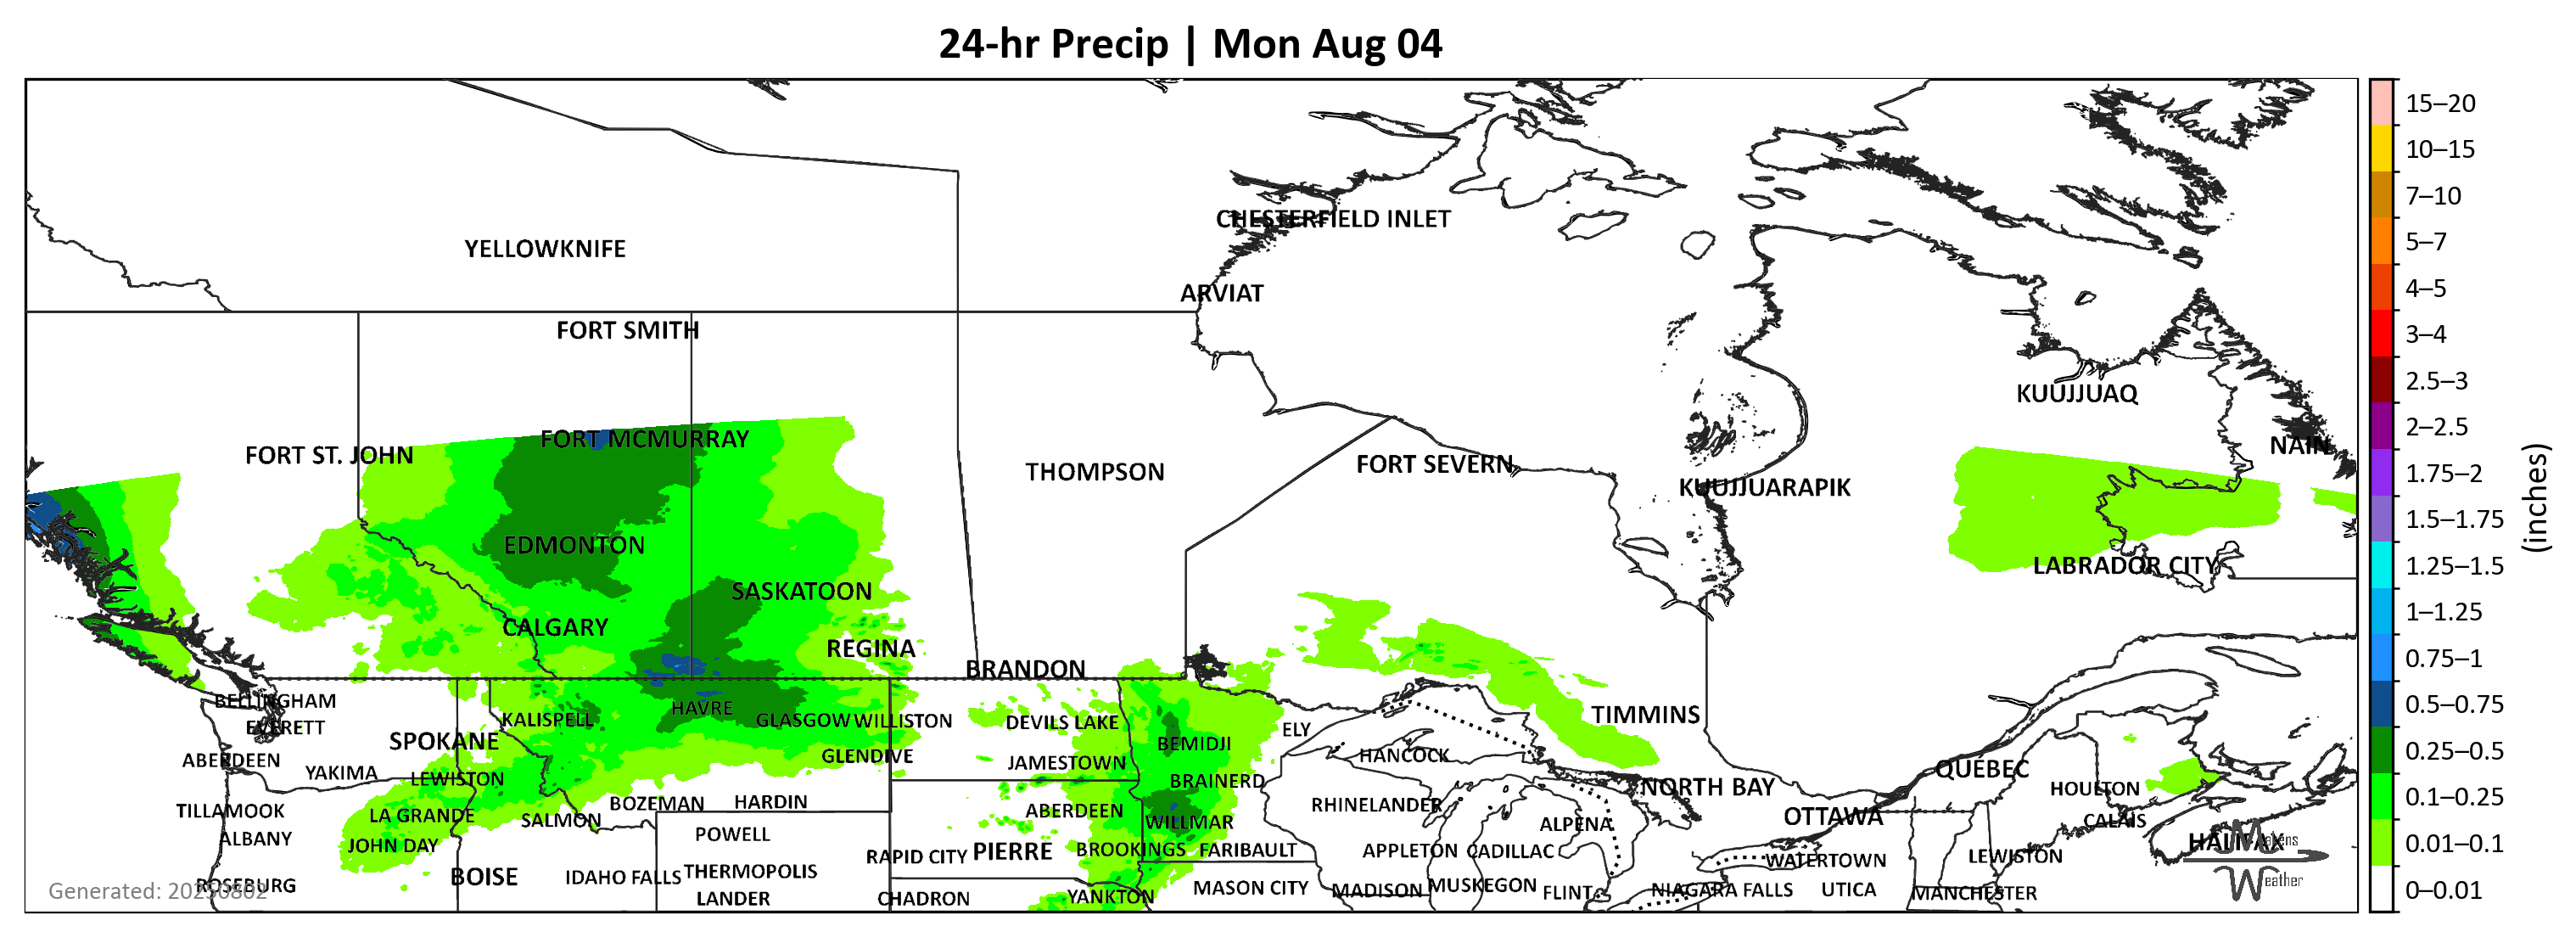 24-hr Precip | Mon Aug 04
YELLOWKNIFE
CHESTERFIELD INLET
ARVIAT
FORT SMITH
KUUJJUAQ
FORT MCMURRAY
NAIN
FORT ST. JOHN
FORT SEVERN
THOMPSON
KUUJJUARAPIK
EDMONTON
LABRADOR CITY
SASKATOON
CALGARY
REGINA
BRANDON
BELLINGHAM
HAVRE
TIMMINS
KALISPELL
GLASGOW
WILLISTON
DEVILS LAKE
EVERETT
ELY
SPOKANE
BEMIDJI
GLENDIVE
HANCOCK
ABERDEEN
JAMESTOWN
QUÉBEC
YAKIMA
LEWISTON
BRAINERD
NORTH BAY
HOULTON
BOZEMAN
HARDIN
RHINELANDER
TILLAMOOK
ABERDEEN
LA GRANDE
OTTAWA
SALMON
WILLMAR
CALAIS
ALPENA
POWELL
ALBANY
HALIFAX
JOHN DAY
BROOKINGS
FARIBAULT
APPLETON
CADILLAC
PIERRE
RAPID CITY
LEWISTON
WATERTOWN
THERMOPOLIS
BOISE
IDAHO FALLS
ROSEBURG
MASON CITY
MADISON
MUSKEGON
FLINT
NIAGARA FALLS
UTICA
MANCHESTER
LANDER
CHADRON
YANKTON
Generated: 20250802
Weather
15–20
10–15
7–10
5–7
4–5
3–4
2.5–3
2–2.5
1.75–2
1.5–1.75
1.25–1.5
1–1.25
0.75–1
0.5–0.75
0.25–0.5
0.1–0.25
0.01–0.1
0–0.01
(inches)